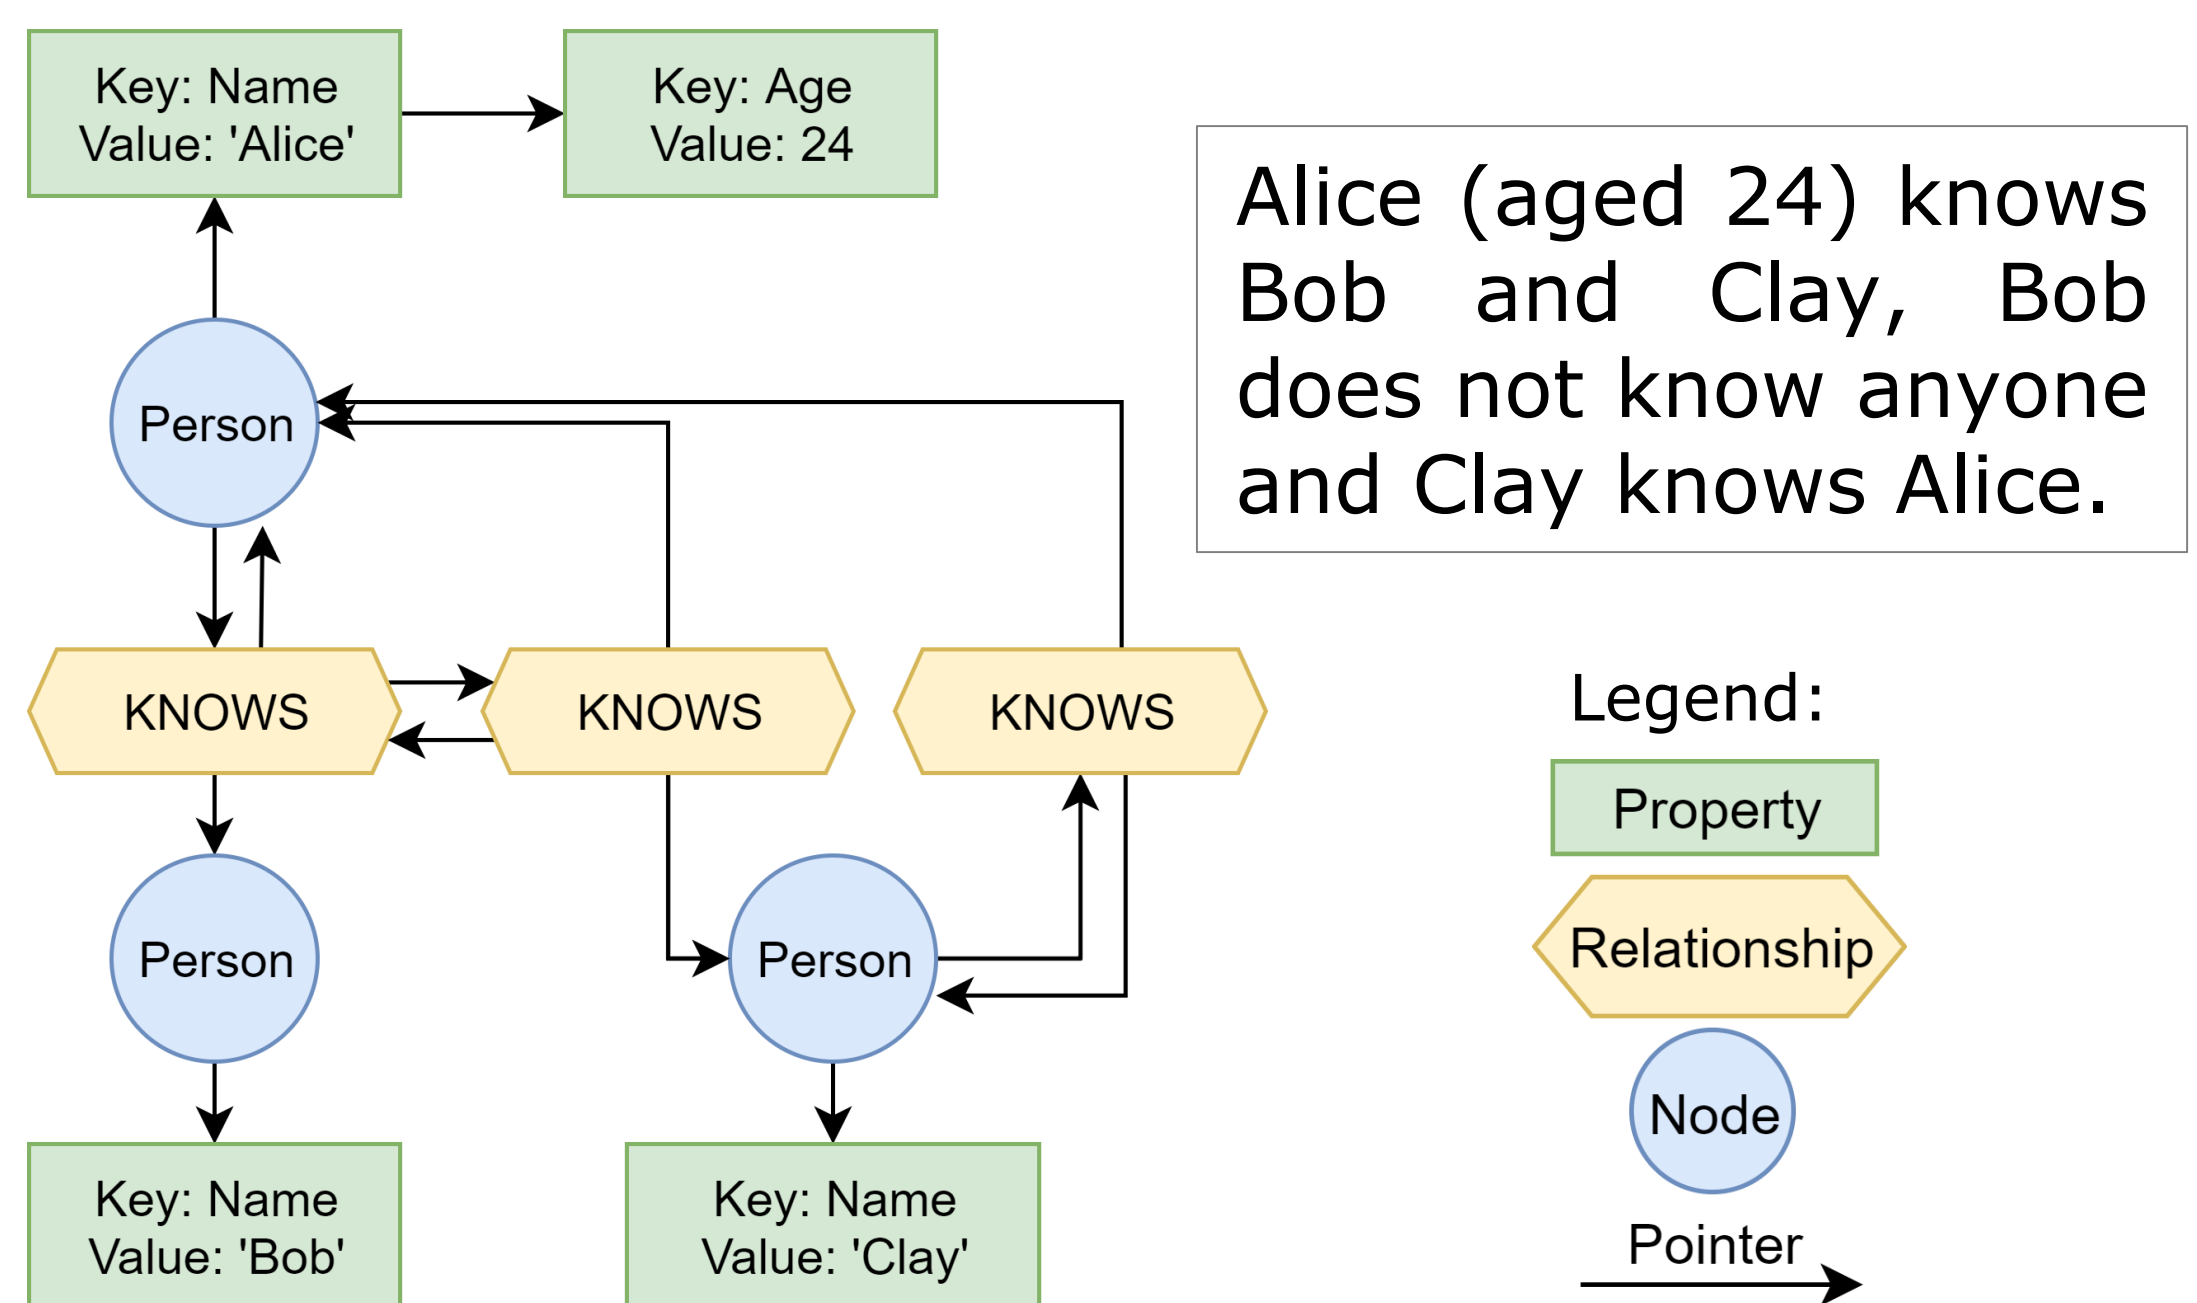 Key: Name
Value: 'Alice'
Key: Age
Value: 24
Alice (aged 24) knows
Bob and Clay, Bob
does not know anyone
and Clay knows Alice.
Person
KNOWS
KNOWS
KNOWS
Person
Person
Key: Name
Value: 'Bob'
Key: Name
Value: 'Clay'
Legend:
Property
Relationship
Node
Pointer